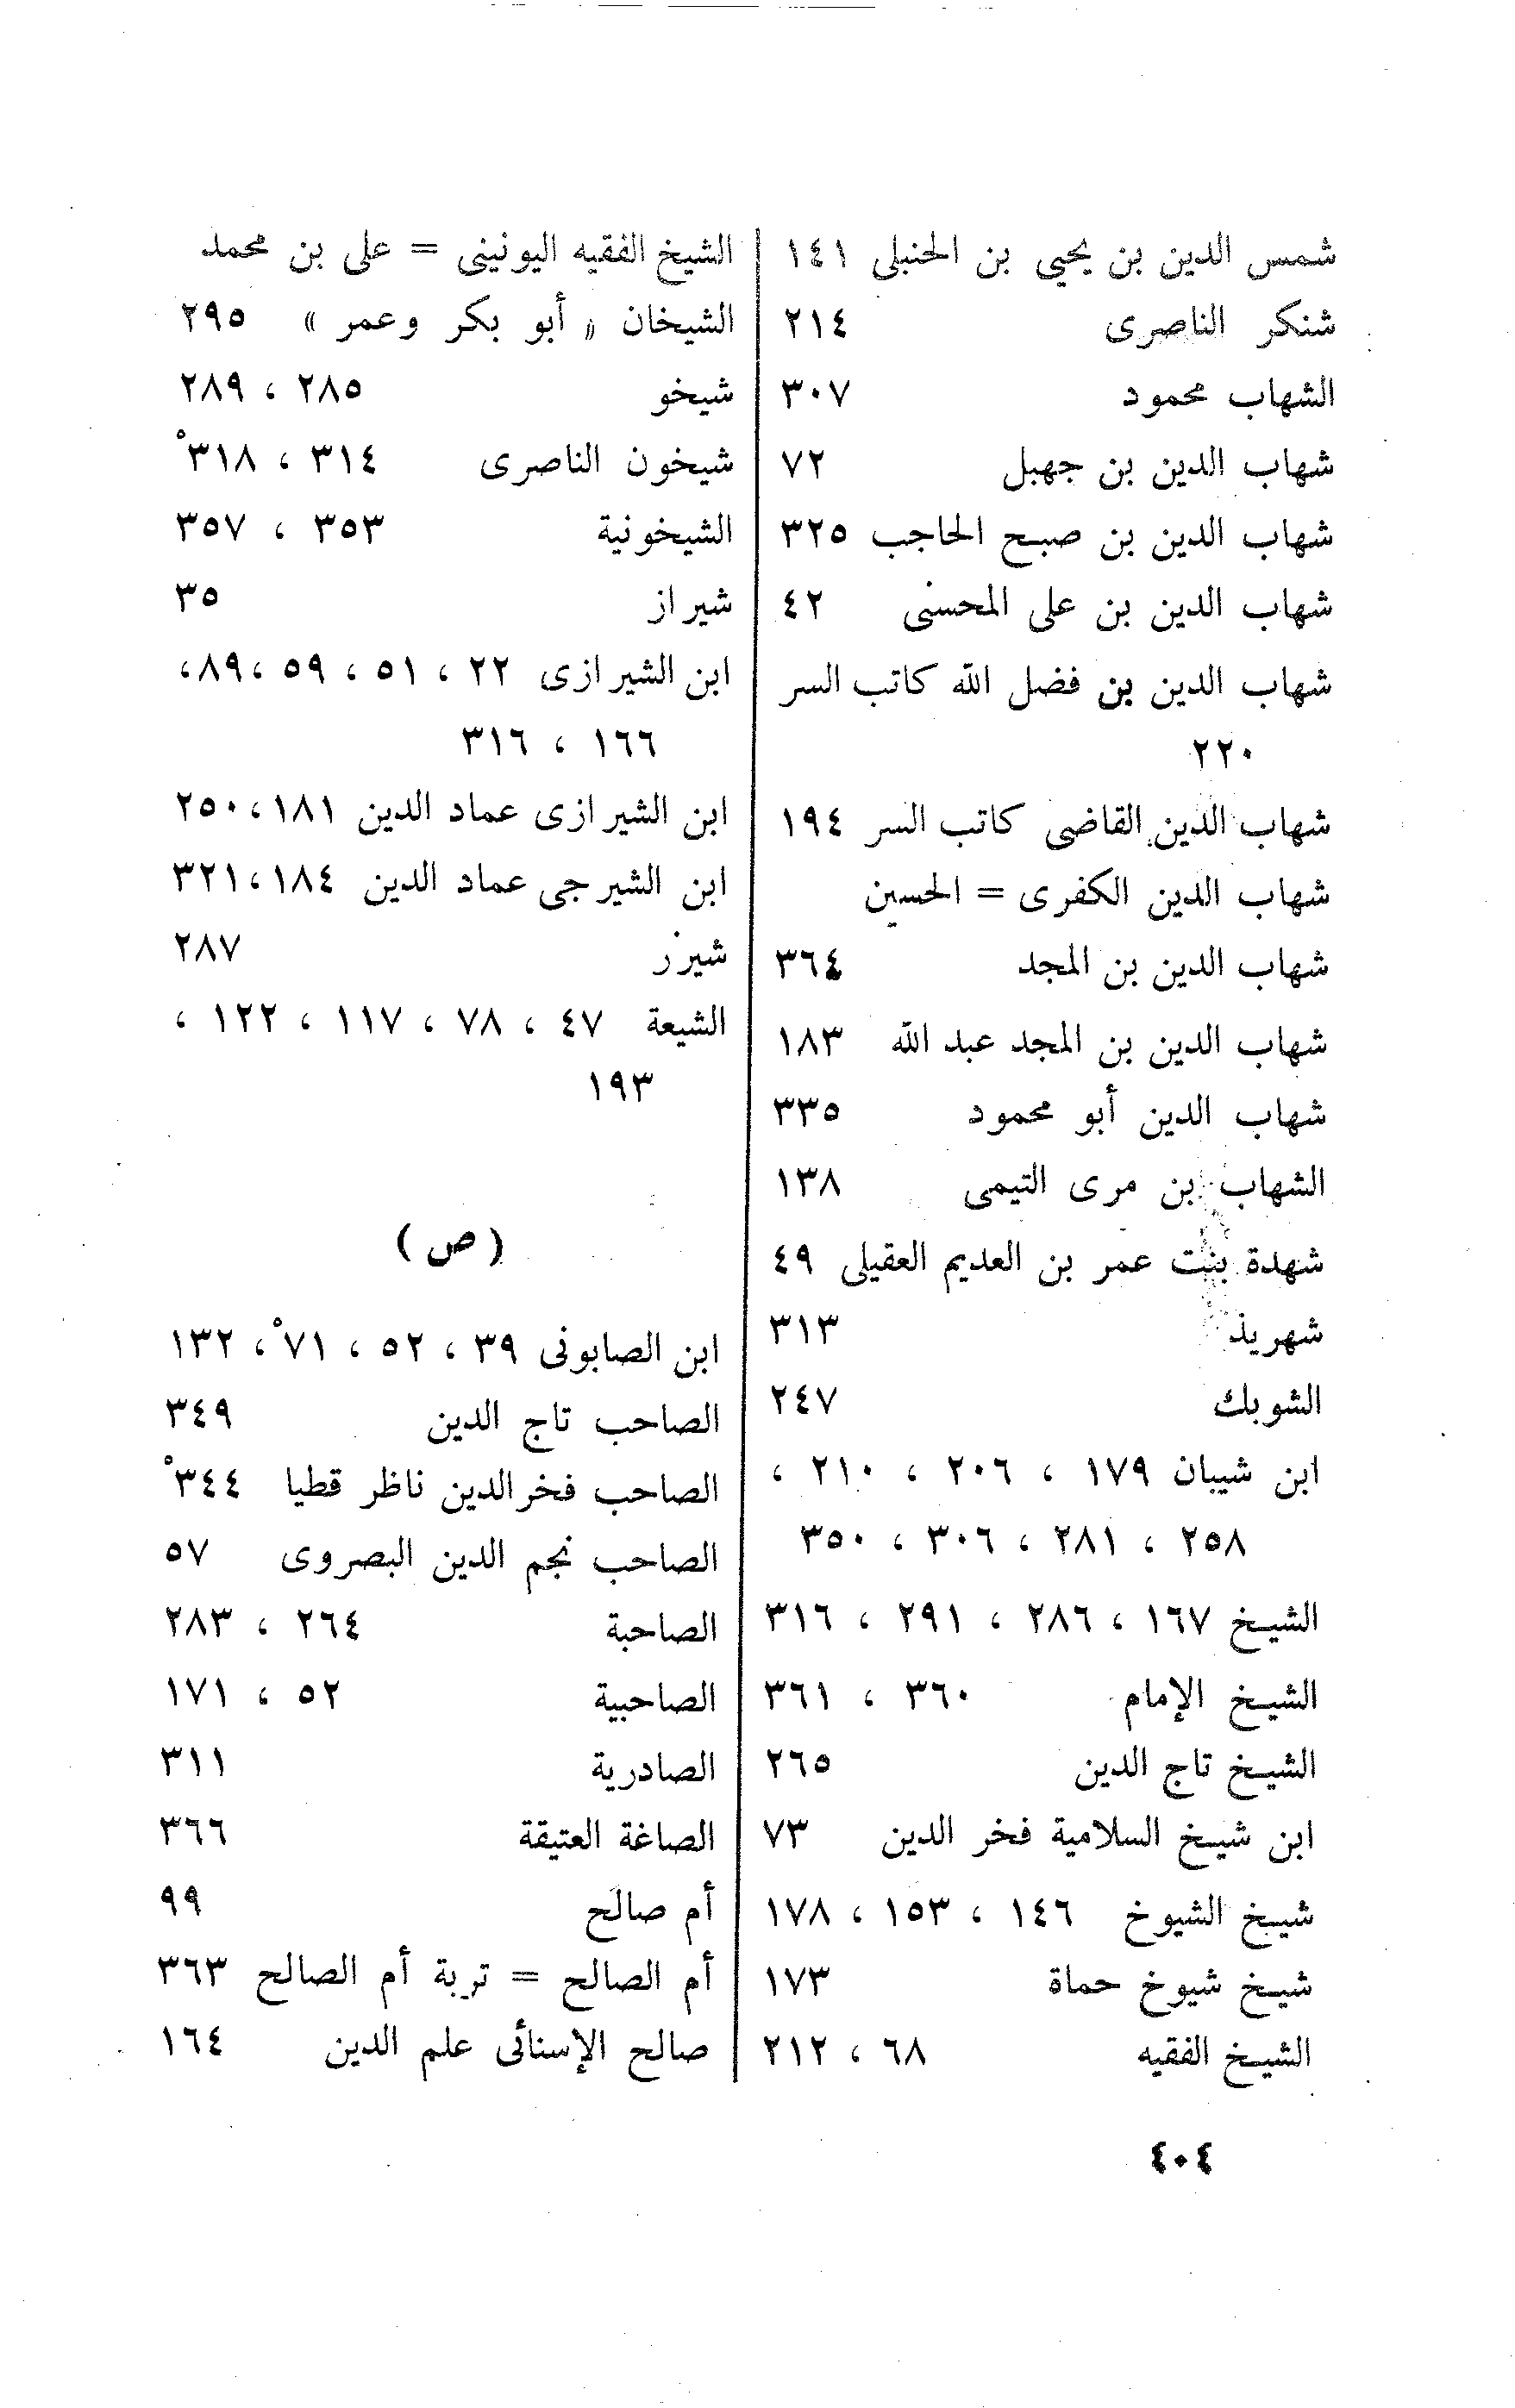 شمس الدين بن يحيى بن الحنبلى ١٤١
شنكر الناصرى ٢١٤
الشهاب محمود ٣٠٧
شهاب الدين بن جهبل ٧٢
شهاب الدين بن صبح الحاجب ٣٢٥
شهاب الدين بن على المحسنى ٤٢
شهاب الدين بن فضل الله كاتب السر
٢٢٠
شهاب الدين القاضى كاتب السر ١٩٤
شهاب الدين الكفرى = الحسين
شهاب الدين بن المجد ٣٦٤
شهاب الدين بن المجد عبد الله ١٨٣
شهاب الدين أبو محمود ٣٣٥
الشهاب بن مرى التيمى ١٣٨
شهدة بنت عمر بن العديم العقيلى ٤٩
شهريذ ٣١٣
الشوبك ٢٤٧
ابن شيبان ١٧٩ ، ٢٠٦ ، ٢١٠ ،
٢٥٨ ، ٢٨١ ، ٣٠٦ ، ٣٥٠
الشيخ ١٦٧ ، ٢٨٦ ، ٢٩١ ، ٣١٦
الشيخ الإمام ٣٦٠ ، ٣٦١
الشيخ تاج الدين ٢٦٥
ابن شيخ السلامية فخر الدين ٧٣
شيخ الشيوخ ١٤٦ ، ١٥٣ ، ١٧٨
شيخ شيوخ حماة ١٧٣
الشيخ الفقيه ٦٨ ، ٢١٢
الشيخ الفقيه اليونينى = على بن محمد
الشيخان « أبو بكر وعمر » ٢٩٥
شيخو ٢٨٥ ، ٢٨٩
شيخون الناصرى ٣١٤ ، ٣١٨°
الشيخونية ٣٥٣ ، ٣٥٧
شيراز ٣٥
ابن الشيرازى ٢٢ ، ٥١ ، ٥٩ ،٨٩،
١٦٦ ، ٣١٦
ابن الشيرازى عماد الدين ١٨١،٢٥٠
ابن الشيرجى عماد الدين ١٨٤،٣٢١
شيزر ٢٨٧
الشيعة ٤٧ ، ٧٨ ، ١١٧ ، ١٢٢ ،
١٩٣
( ص )
ابن الصابونى ٣٩ ، ٥٢ ، ٧١°، ١٣٢
الصاحب تاج الدين ٣٤٩
الصاحب فخر الدين ناظر قطيا ٣٤٤°
الصاحب نجم الدين البصروى ٥٧
الصاحبة ٢٦٤ ، ٢٨٣
الصاحبية ٥٢ ، ١٧١
الصادرية ٣١١
الصاغة العتيقة ٣٦٦
أم صالح ٩٩
أم الصالح = تربة أم الصالح ٣٦٣
صالح الإسنائى علم الدين ١٦٤
٤٠٤